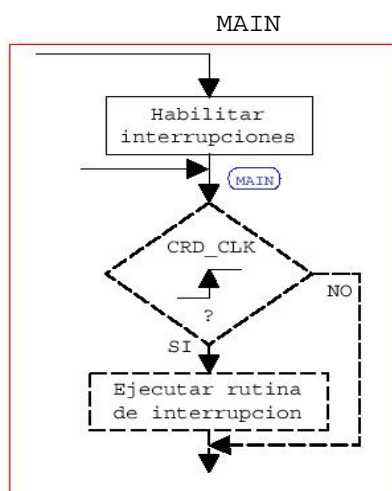 MAIN
Habilitar
interrupciones
MAIN
CRD_CLK
?
NO
SI
Ejecutar rutina
de interrupcion